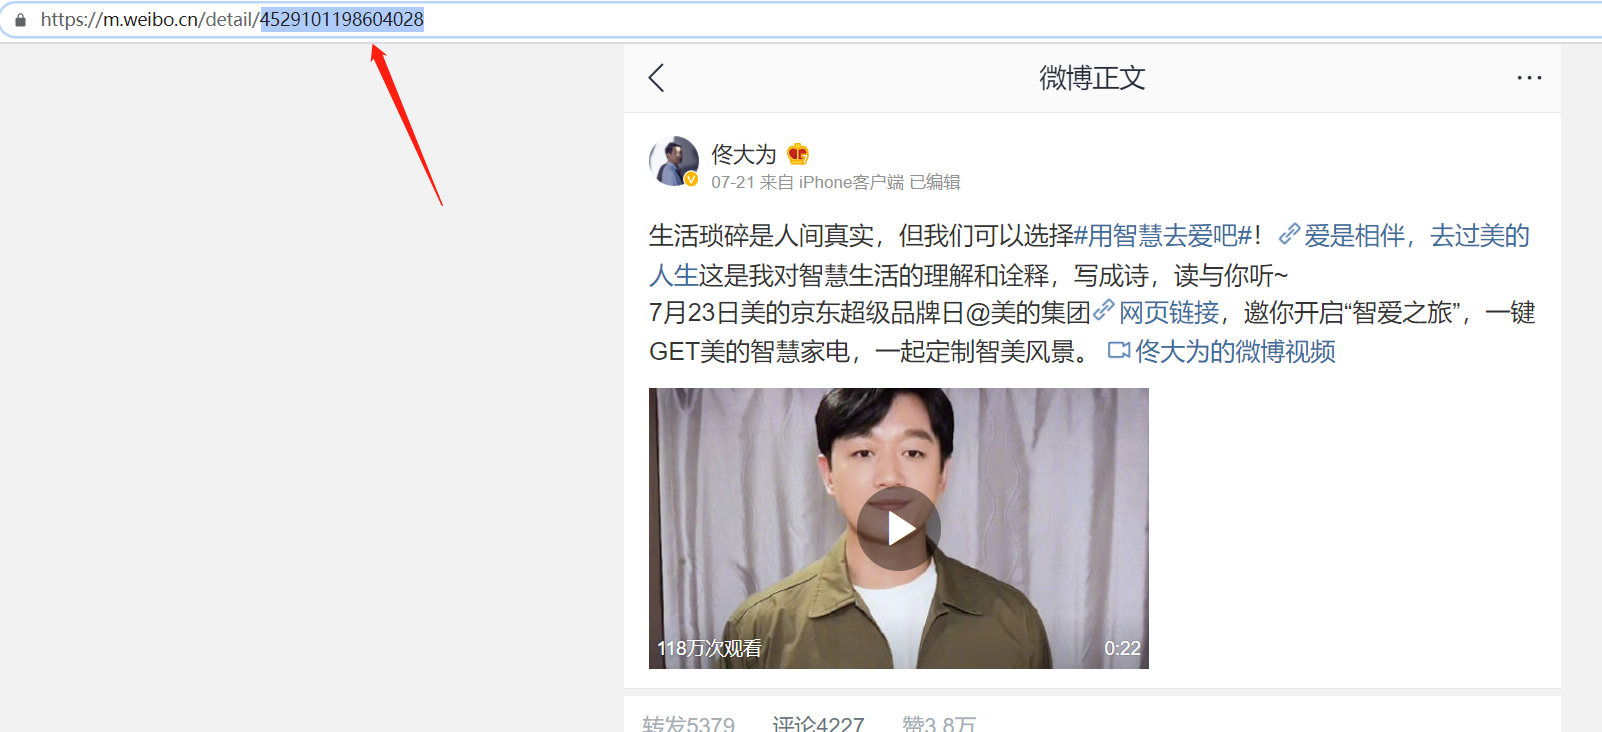 https://m.weibo.cn/detail/4529101198604028
微博正文
佟大为
07-21 来自 iPhone客户端 已编辑
生活琐碎是人间真实，但我们可以选择#用智慧去爱吧#！爱是相伴，去过美的
人生这是我对智慧生活的理解和诠释，写成诗，读与你听~
7月23日美的京东超级品牌日@美的集团网页链接，邀你开启“智爱之旅”，一键
GET美的智慧家电，一起定制智美风景。 佟大为的微博视频
118万次观看 0:22
转发5379 评论4227 赞3.8万